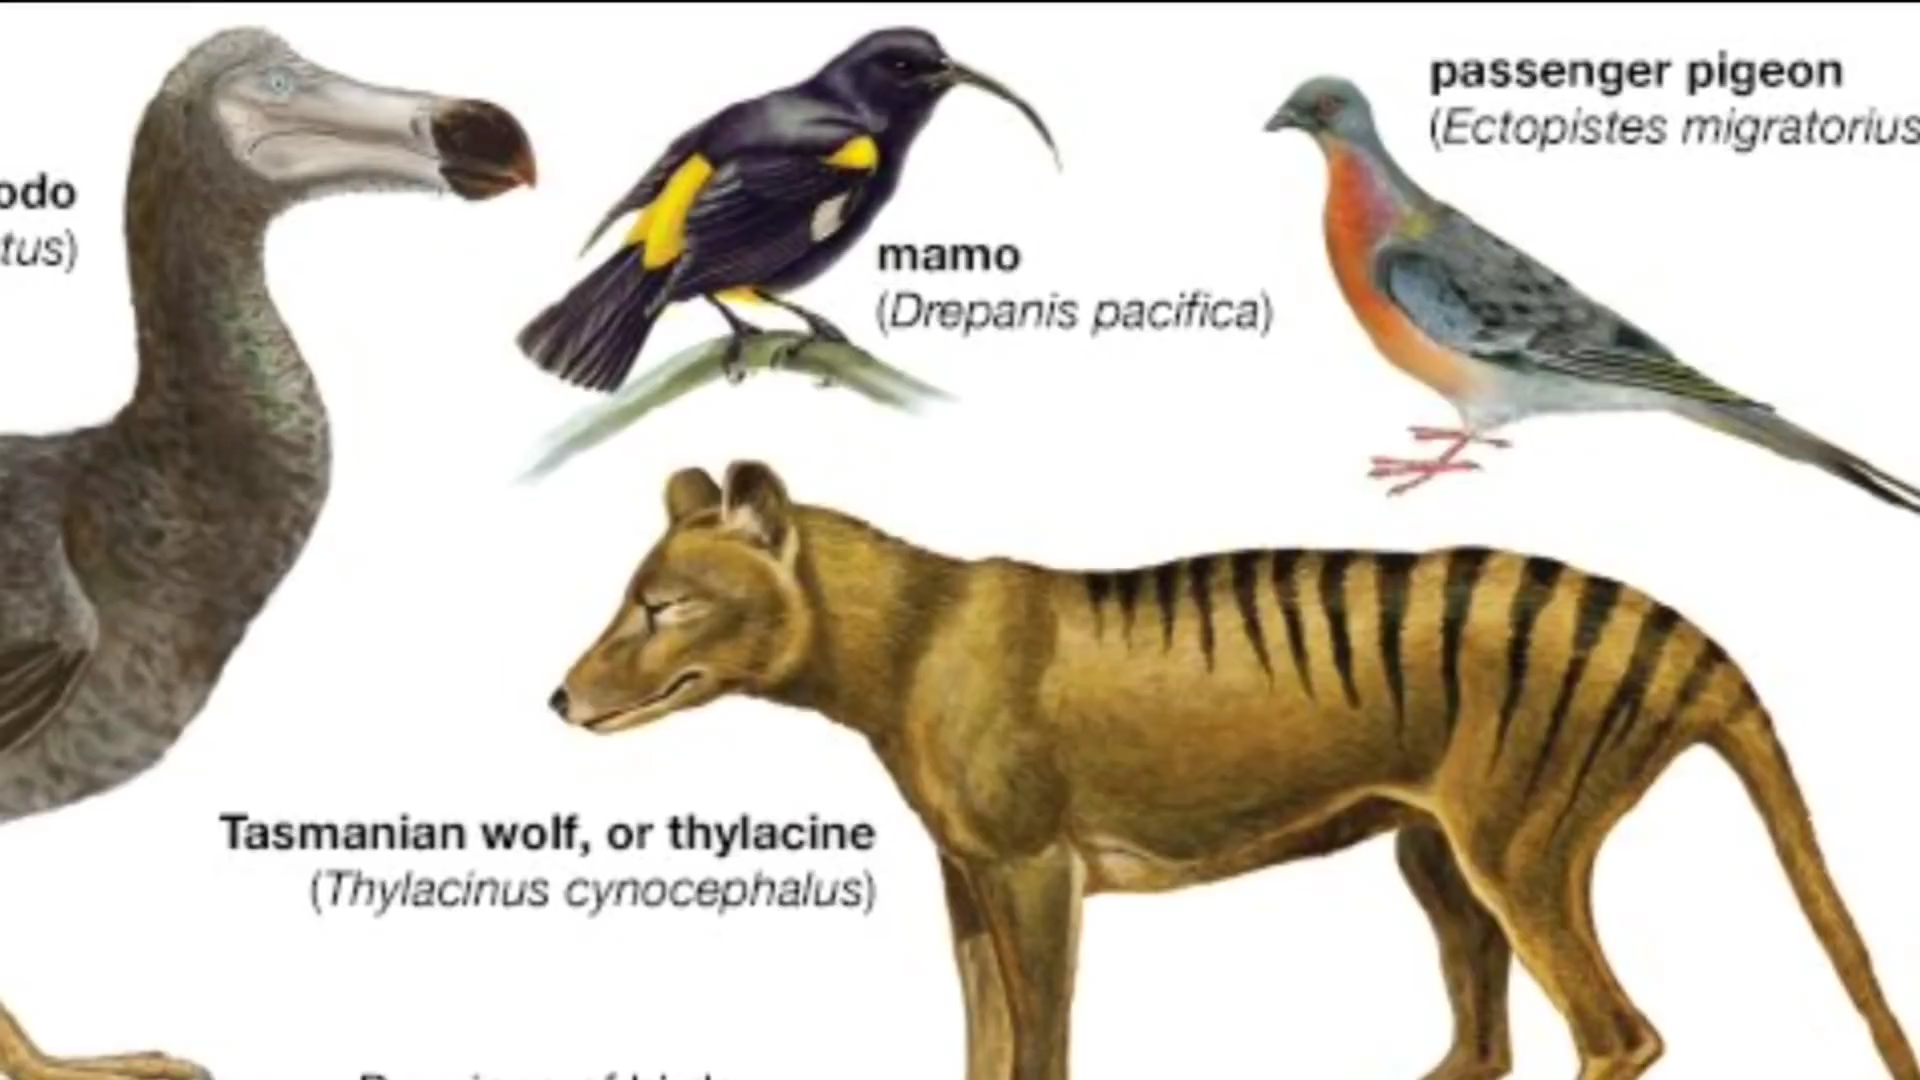 passenger pigeon
(Ectopistes migratorius
odo
tus)
mamo
(Drepanis pacifica)
Tasmanian wolf, or thylacine
(Thylacinus cynocephalus)